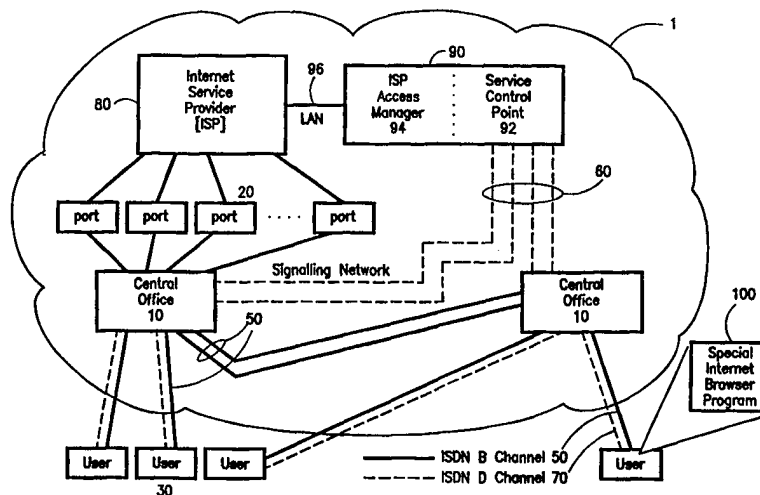 1
90
96
80
Internet
Service
Provider
[ISP]
LAN
ISP
Access
Manager
94
Service
Control
Point
92
60
20
port
port
port
port
Signalling Network
Central
Office
10
Central
Office
10
50
100
Special
Internet
Browser
Program
User
User
User
ISDN B Channel 50
ISDN D Channel 70
User
30